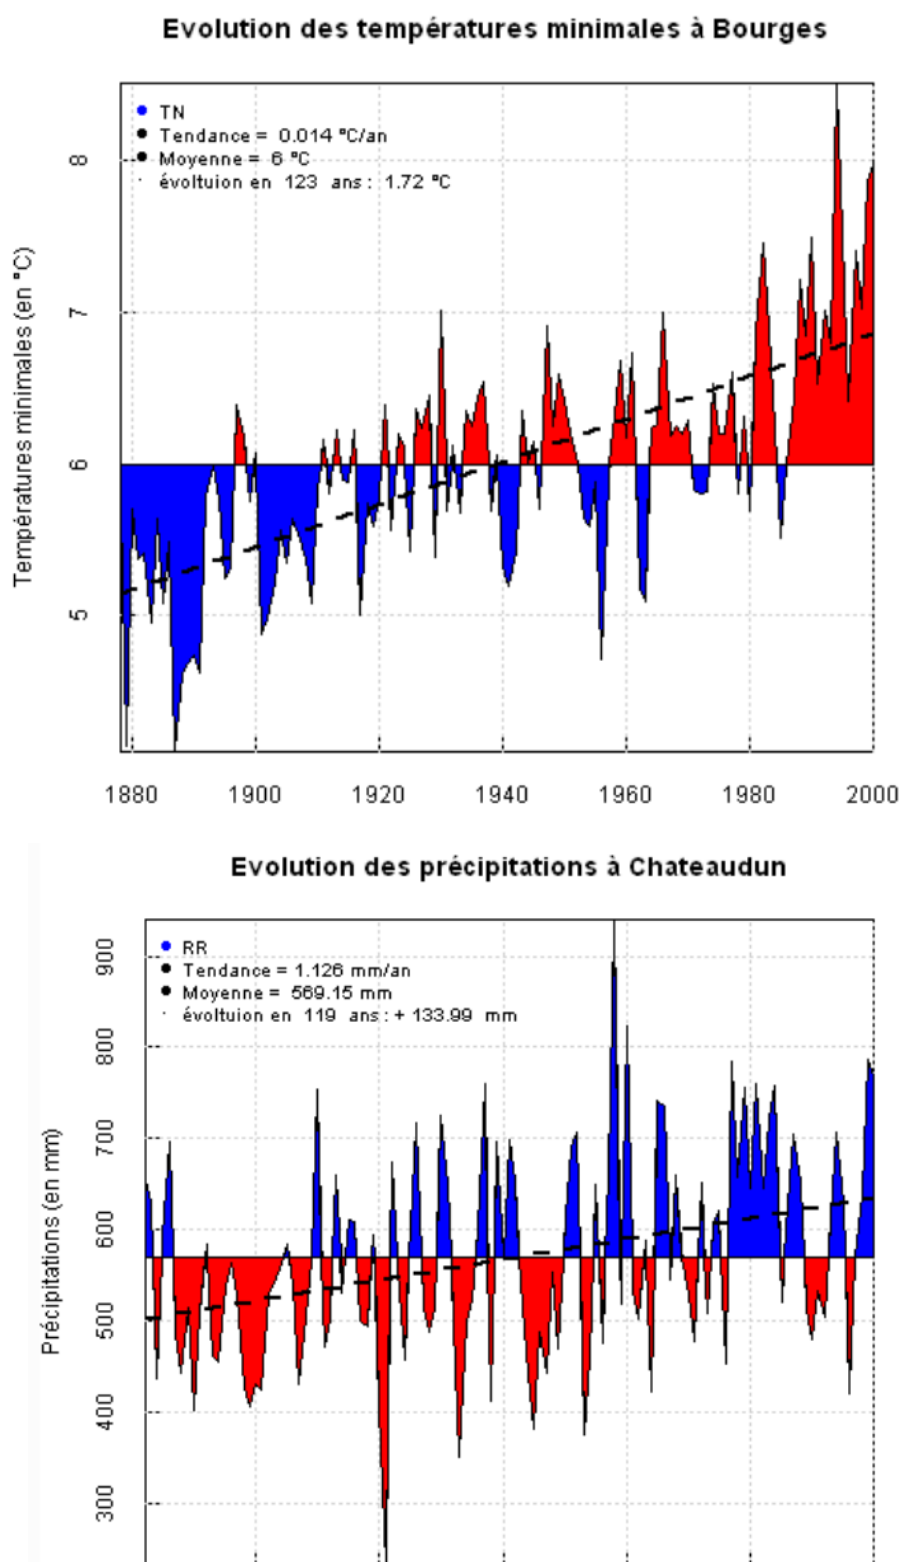 Evolution des températures minimales à Bourges
TN
Tendance = 0.014 °C/an
Moyenne = 6 °C
évoltuion en 123 ans : 1.72 °C
Températures minimales (en °C)
8
7
6
5
1880 1900 1920 1940 1960 1980 2000
Evolution des précipitations à Chateaudun
RR
Tendance = 1.126 mm/an
Moyenne = 569.15 mm
évoltuion en 119 ans : + 133.99 mm
Précipitations (en mm)
900
800
700
600
500
400
300